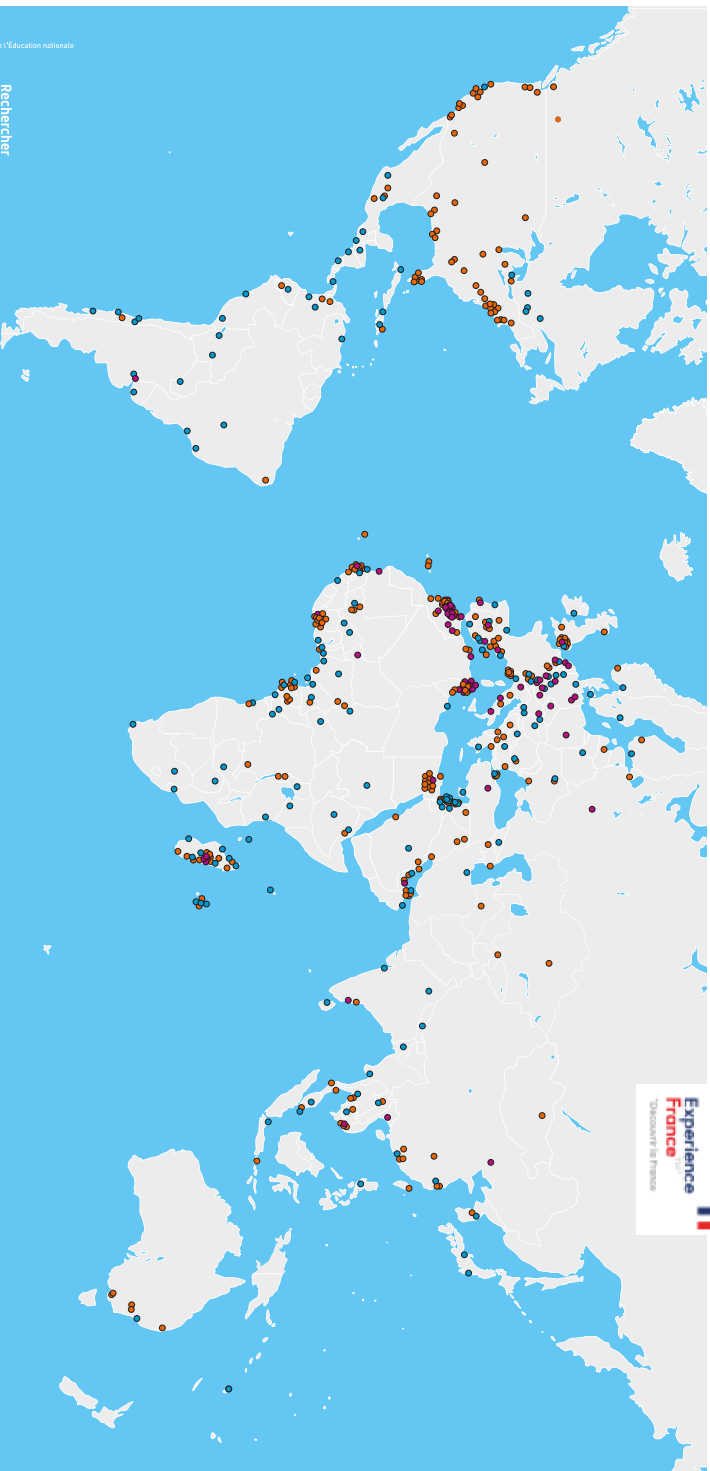 e l'Éducation nationale
Rechercher
Experience
France
"Découvrir la France